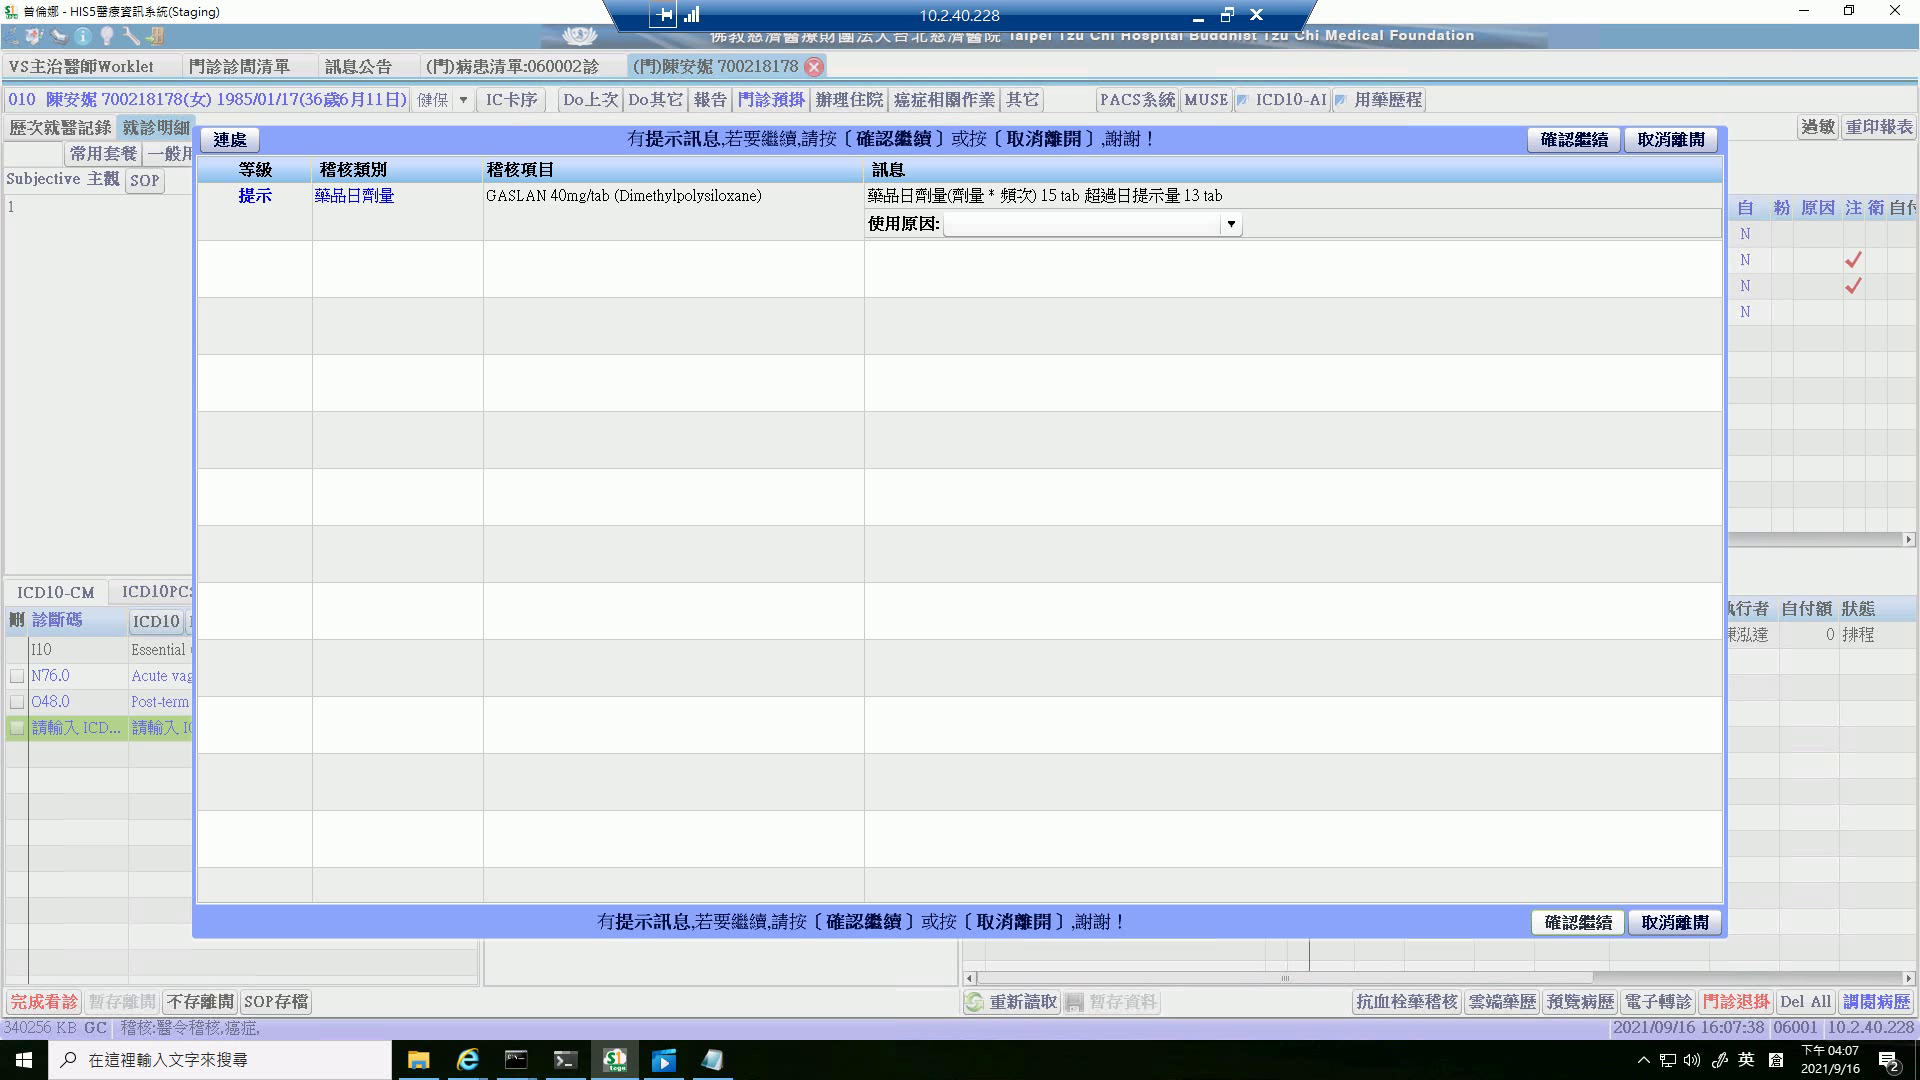 曾倫娜 - HIS5醫療資訊系統(Staging)
10.2.40.228
佛教慈濟醫療財團法人台北慈濟醫院 Taipei Tzu Chi Hospital Buddhist Tzu Chi Medical Foundation
VS主治醫師Worklet 門診診間清單 訊息公告 (門)病患清單:060002診 (門)陳安妮 700218178
010 陳安妮 700218178(女) 1985/01/17(36歲6月11日) 健保 IC卡序 Do上次 Do其它 報告 門診預掛 辦理住院 癌症相關作業 其它 PACS系統 MUSE ICD10-AI 用藥歷程
歷次就醫記錄 就診明細 過敏 重印報表
連處 有提示訊息,若要繼續,請按〔確認繼續〕或按〔取消離開〕,謝謝！ 確認繼續 取消離開
常用套餐 一般用
等級 稽核類別 稽核項目 訊息
Subjective 主觀 SOP
提示 藥品日劑量 GASLAN 40mg/tab (Dimethylpolysiloxane) 藥品日劑量(劑量 * 頻次) 15 tab 超過日提示量 13 tab
1
自 粉 原因 注 衛 自付
使用原因:
N
N
N
N
ICD10-CM ICD10PCS
刪 診斷碼 ICD10
執行者 自付額 狀態
陳泓達 0 排程
I10 Essential
N76.0 Acute vag
O48.0 Post-term
請輸入 ICD... 請輸入 IC
有提示訊息,若要繼續,請按〔確認繼續〕或按〔取消離開〕,謝謝！ 確認繼續 取消離開
完成看診 暫存離開 不存離開 SOP存檔 重新讀取 暫存資料 抗血栓藥稽核 雲端藥歷 預覽病歷 電子轉診 門診退掛 Del All 調閱病歷
340256 KB GC 稽核:醫令稽核,癌症, 2021/09/16 16:07:38 06001 10.2.40.228
在這裡輸入文字來搜尋
英
下午 04:07
2021/9/16
2